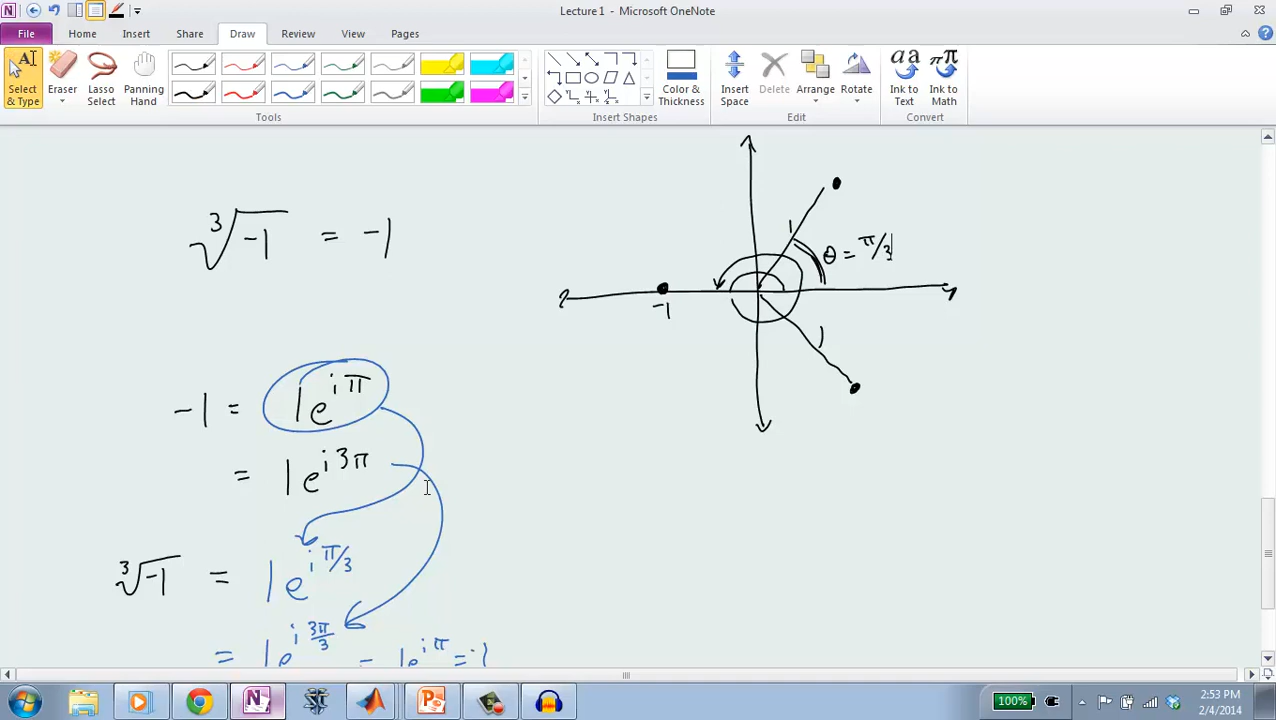 Lecture1 - Microsoft OneNote
File Home Insert Share Draw Review View Pages
Select & Type
Eraser
Lasso Select
Panning Hand
Color & Thickness
Insert Space
Delete
Arrange
Rotate
Ink to Text
Ink to Math
Tools
Insert Shapes
Edit
Convert
∛-1 = -1
1
θ = π/3
-1
1
-1 = 1e^{iπ}
= 1e^{i3π}
∛-1 = 1e^{iπ/3}
= 1e^{i3π/3} = 1e^{iπ} = -1
100%
2:53 PM
2/4/2014